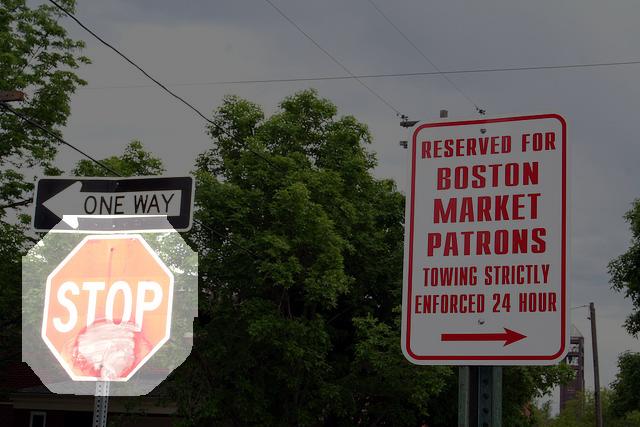 ONE WAY
STOP
RESERVED FOR
BOSTON
MARKET
PATRONS
TOWING STRICTLY
ENFORCED 24 HOUR